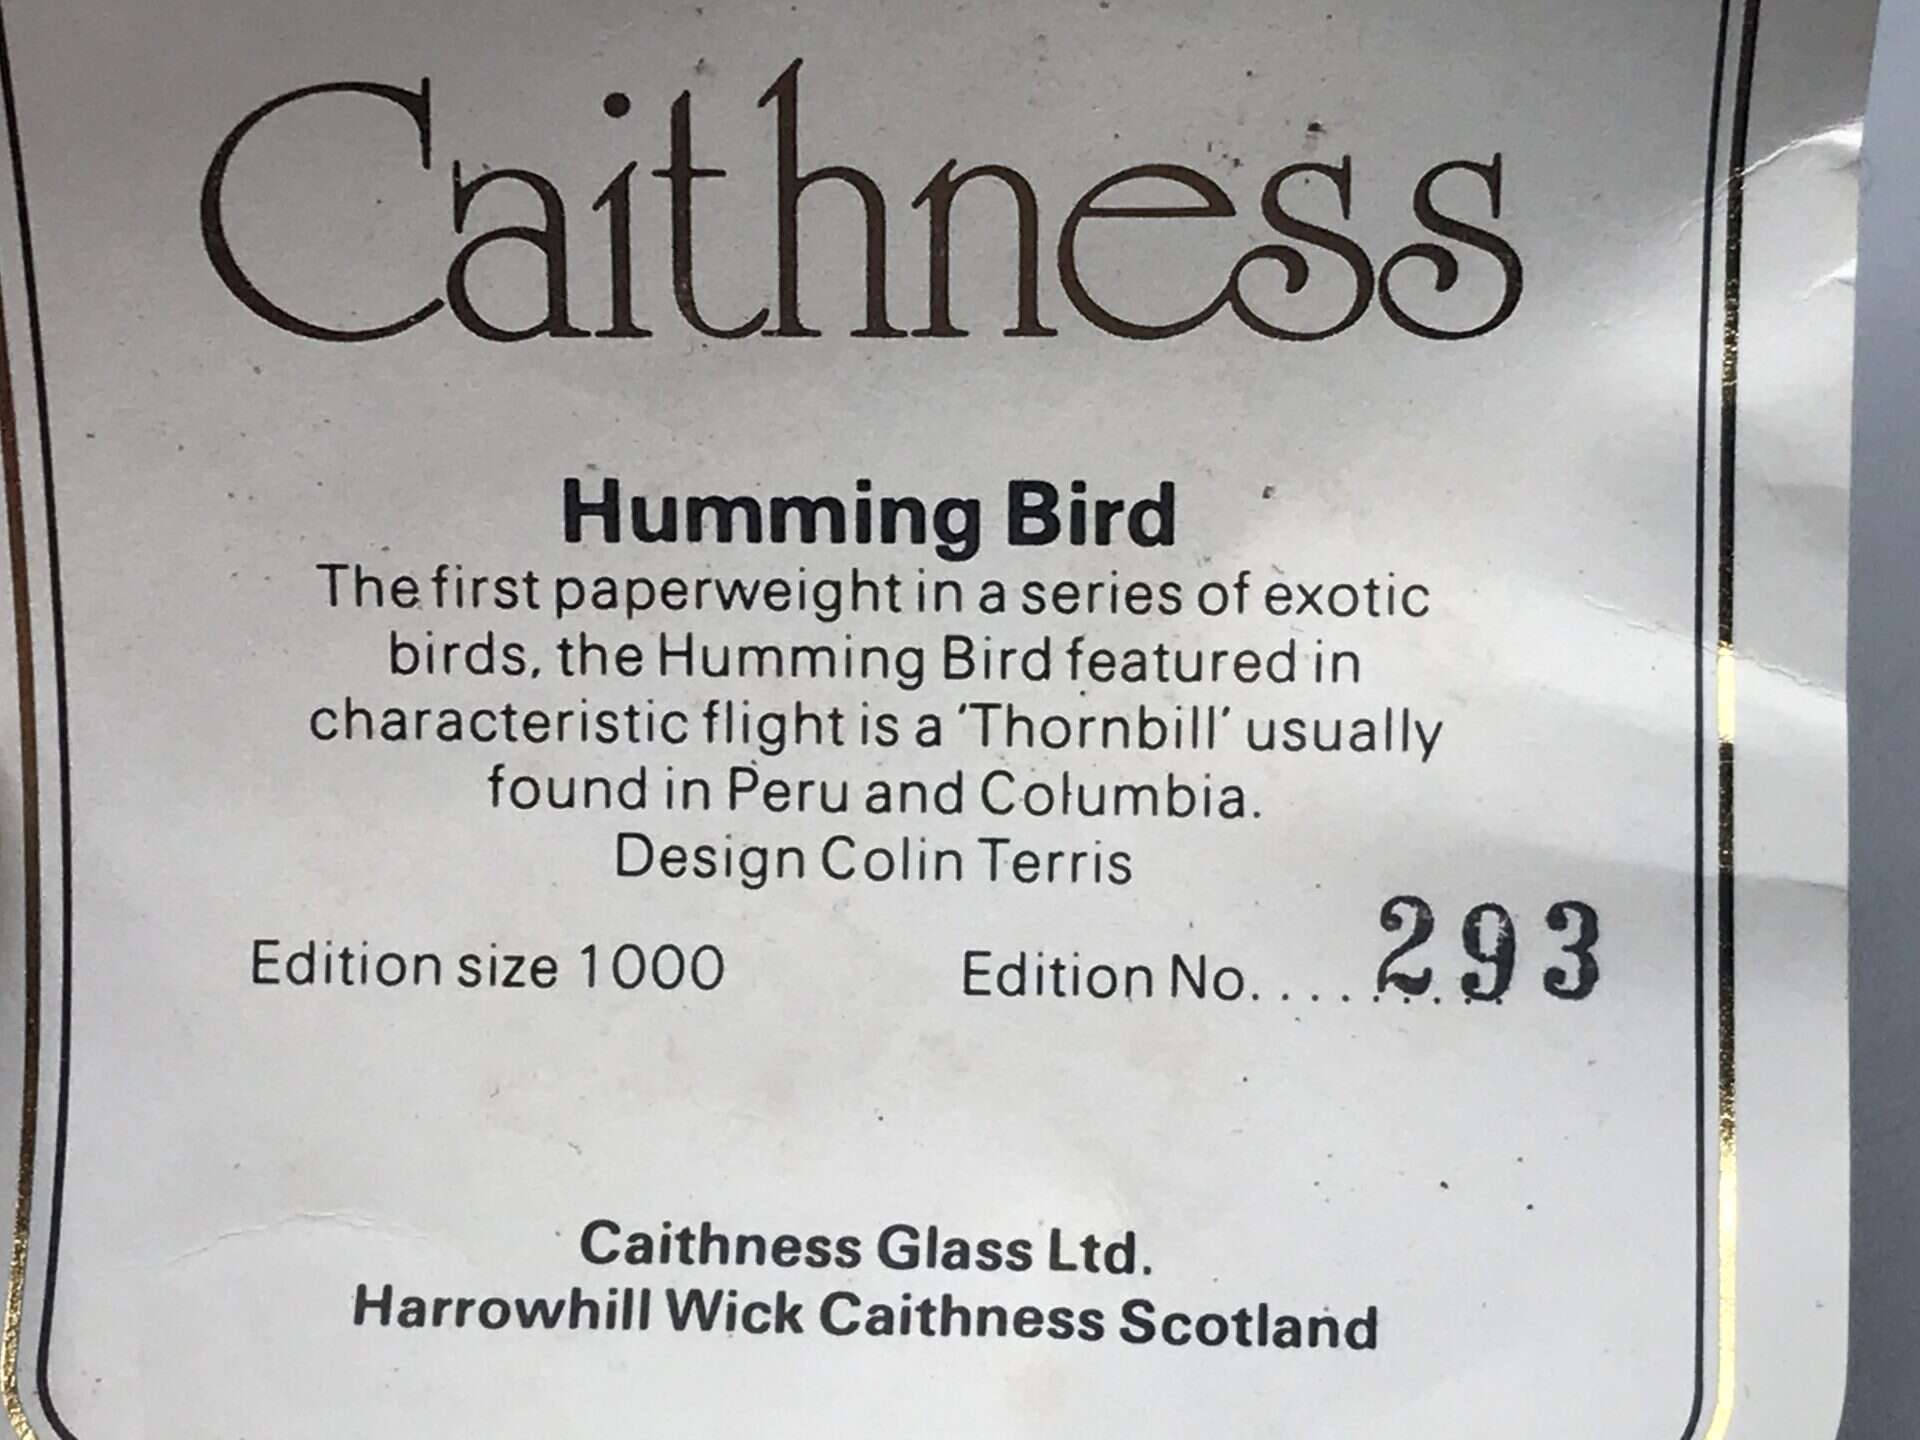 Caithness
Humming Bird
The first paperweight in a series of exotic
birds, the Humming Bird featured in
characteristic flight is a 'Thornbill' usually
found in Peru and Columbia.
Design Colin Terris
Edition size 1000 Edition No........ 293
Caithness Glass Ltd.
Harrowhill Wick Caithness Scotland